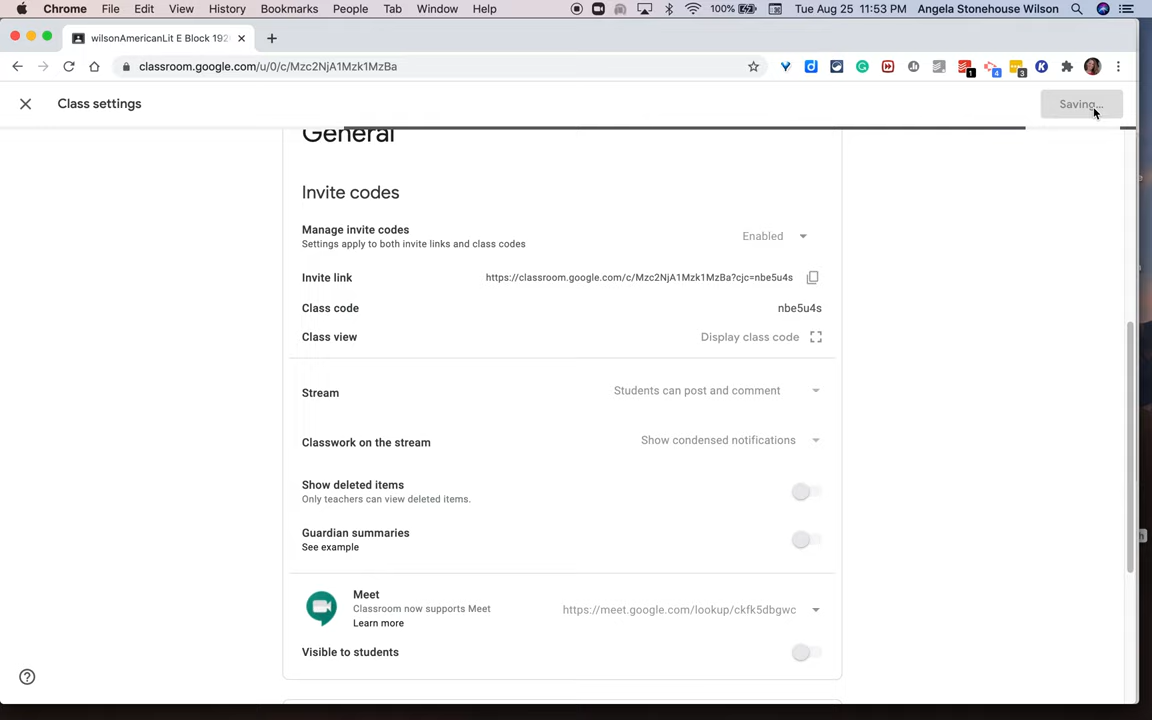 Chrome File Edit View History Bookmarks People Tab Window Help 100% Tue Aug 25 11:53 PM Angela Stonehouse Wilson
wilsonAmericanLit E Block 192
classroom.google.com/u/0/c/Mzc2NjA1Mzk1MzBa
1 4 3
Class settings Saving...
General
Invite codes
Manage invite codes Enabled
Settings apply to both invite links and class codes
Invite link https://classroom.google.com/c/Mzc2NjA1Mzk1MzBa?cjc=nbe5u4s
Class code nbe5u4s
Class view Display class code
Stream Students can post and comment
Classwork on the stream Show condensed notifications
Show deleted items
Only teachers can view deleted items.
Guardian summaries
See example
Meet
Classroom now supports Meet https://meet.google.com/lookup/ckfk5dbgwc
Learn more
Visible to students